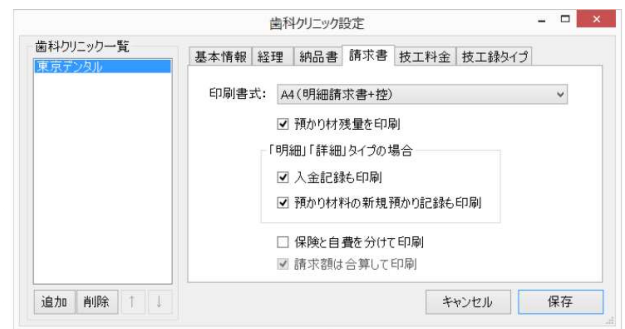 歯科クリニック設定
歯科クリニック一覧
東京デンタル
基本情報 経理 納品書 請求書 技工料金 技工録タイプ
印刷書式: A4(明細請求書+控)
預かり材残量を印刷
「明細」「詳細」タイプの場合
入金記録も印刷
預かり材料の新規預かり記録も印刷
保険と自費を分けて印刷
請求額は合算して印刷
追加 削除 ↑ ↓ キャンセル 保存